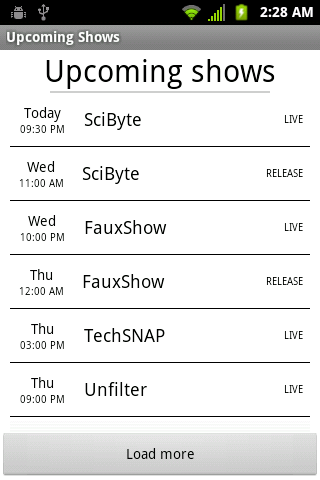 2:28 AM
Upcoming Shows
Upcoming shows
Today
09:30 PM
SciByte
LIVE
Wed
11:00 AM
SciByte
RELEASE
Wed
10:00 PM
FauxShow
LIVE
Thu
12:00 AM
FauxShow
RELEASE
Thu
03:00 PM
TechSNAP
LIVE
Thu
09:00 PM
Unfilter
LIVE
Load more